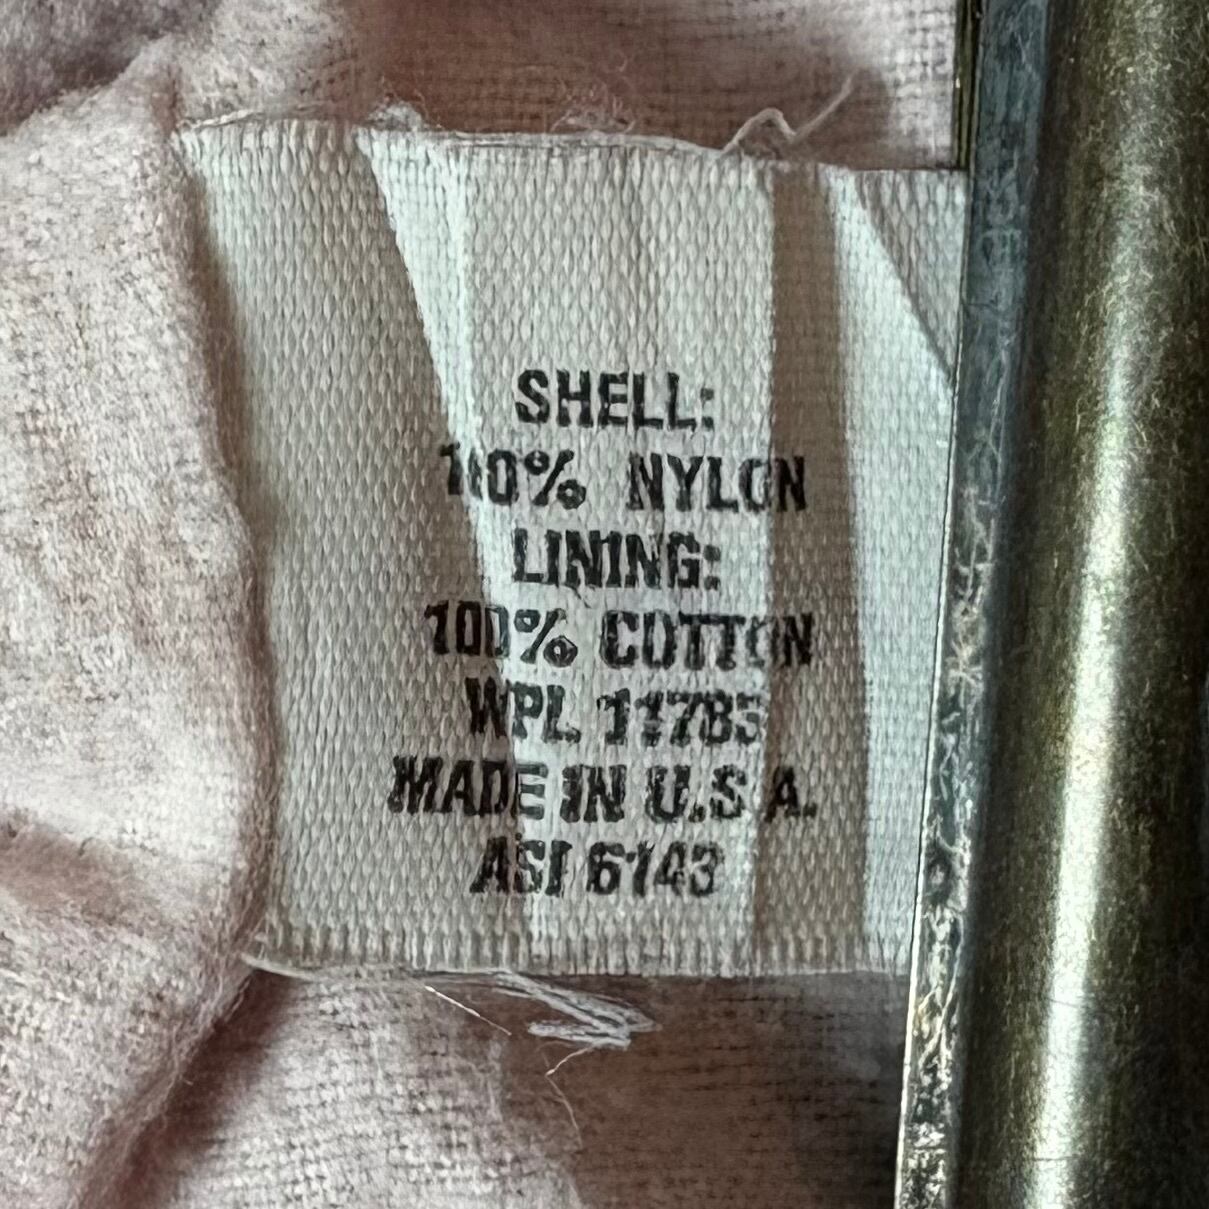 SHELL:
100% NYLON
LINING:
100% COTTON
WPL 11785
MADE IN U.S.A.
ASI 6143